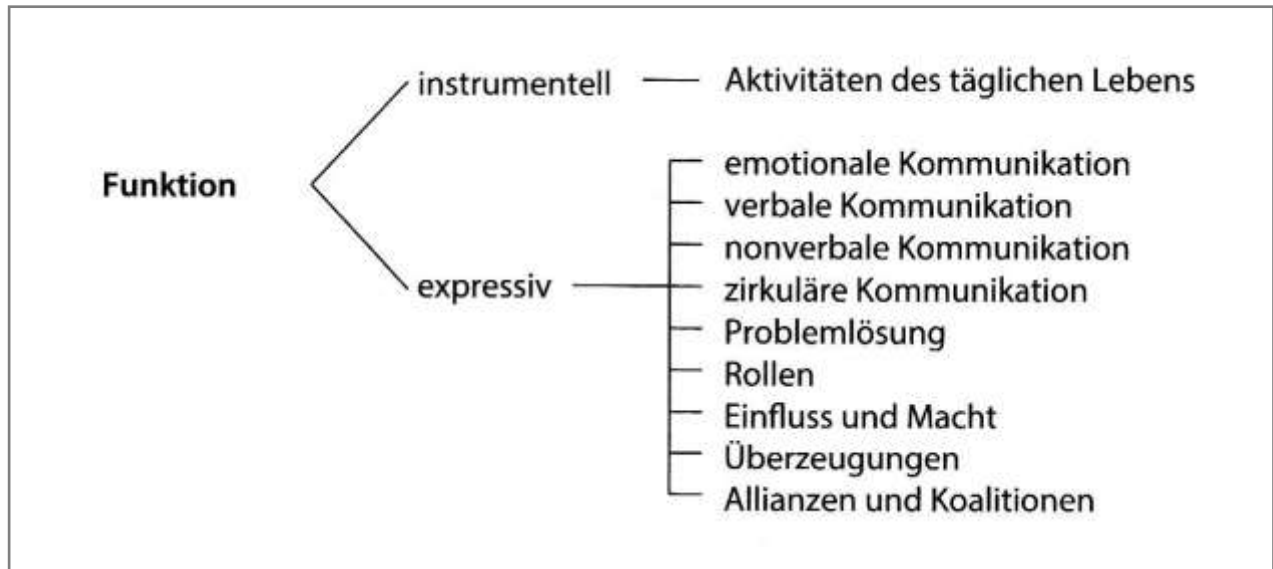 instrumentell
Aktivitäten des täglichen Lebens
Funktion
expressiv
emotionale Kommunikation
verbale Kommunikation
nonverbale Kommunikation
zirkuläre Kommunikation
Problemlösung
Rollen
Einfluss und Macht
Überzeugungen
Allianzen und Koalitionen